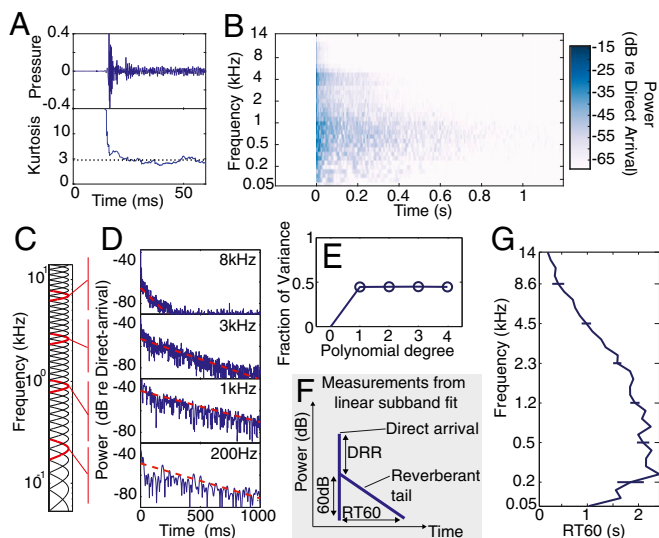 A
0.4
0
-0.4
Pressure
10
3
0
Kurtosis
0
50
Time (ms)
B
14
8
4
2
1
0.5
0.2
0.05
Frequency (kHz)
0
0.2
0.4
0.6
0.8
1
Time (s)
-15
-25
-35
-45
-55
-65
Power
(dB re Direct Arrival)
C
10¹
10⁰
10¹
Frequency (kHz)
D
-40
-80
8kHz
-40
-80
3kHz
-40
-80
1kHz
-40
-80
200Hz
Power (dB re Direct-arrival)
0
500
1000
Time (ms)
E
1
0.5
0
Fraction of Variance
0
1
2
3
4
Polynomial degree
F
Measurements from
linear subband fit
Direct arrival
DRR
Reverberant
tail
60dB
RT60
Power (dB)
Time
G
14
8.6
4.5
2.3
1.2
0.5
0.2
0.05
Frequency (kHz)
0
1
2
RT60 (s)